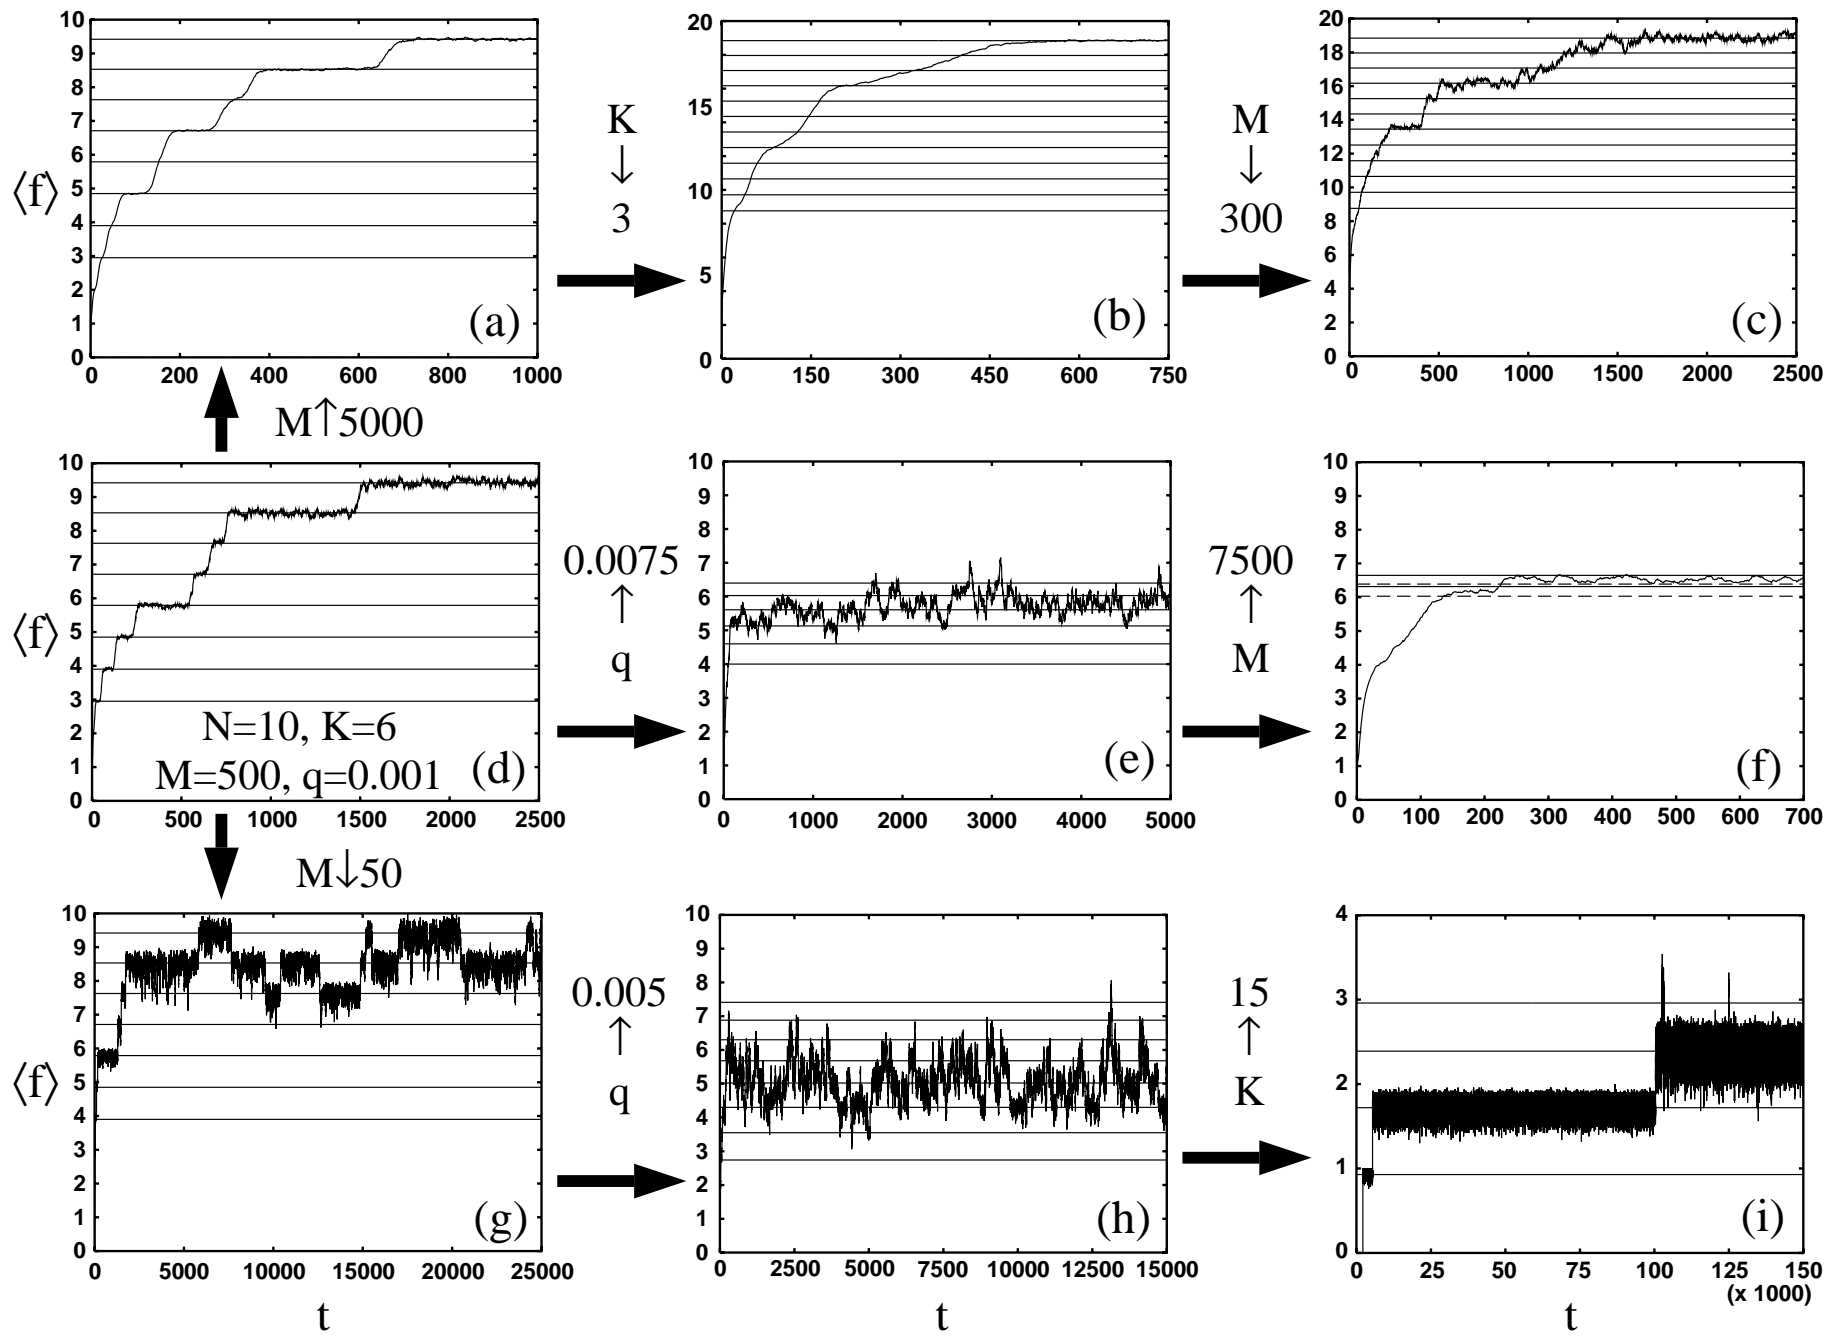 10
9
8
7
6
5
4
3
2
1
0
⟨f⟩
(a)
0 200 400 600 800 1000
K
↓
3
20
15
10
5
0
(b)
0 150 300 450 600 750
M
↓
300
20
18
16
14
12
10
8
6
4
2
0
(c)
0 500 1000 1500 2000 2500
M↑5000
10
9
8
7
6
5
4
3
2
1
0
⟨f⟩
N=10, K=6
M=500, q=0.001
(d)
0 500 1000 1500 2000 2500
0.0075
↑
q
10
9
8
7
6
5
4
3
2
1
0
(e)
0 1000 2000 3000 4000 5000
7500
↑
M
10
9
8
7
6
5
4
3
2
1
0
(f)
0 100 200 300 400 500 600 700
M↓50
10
9
8
7
6
5
4
3
2
1
0
⟨f⟩
(g)
0 5000 10000 15000 20000 25000
t
0.005
↑
q
10
9
8
7
6
5
4
3
2
1
0
(h)
0 2500 5000 7500 10000 12500 15000
t
15
↑
K
4
3
2
1
0
(i)
0 25 50 75 100 125 150
(x 1000)
t